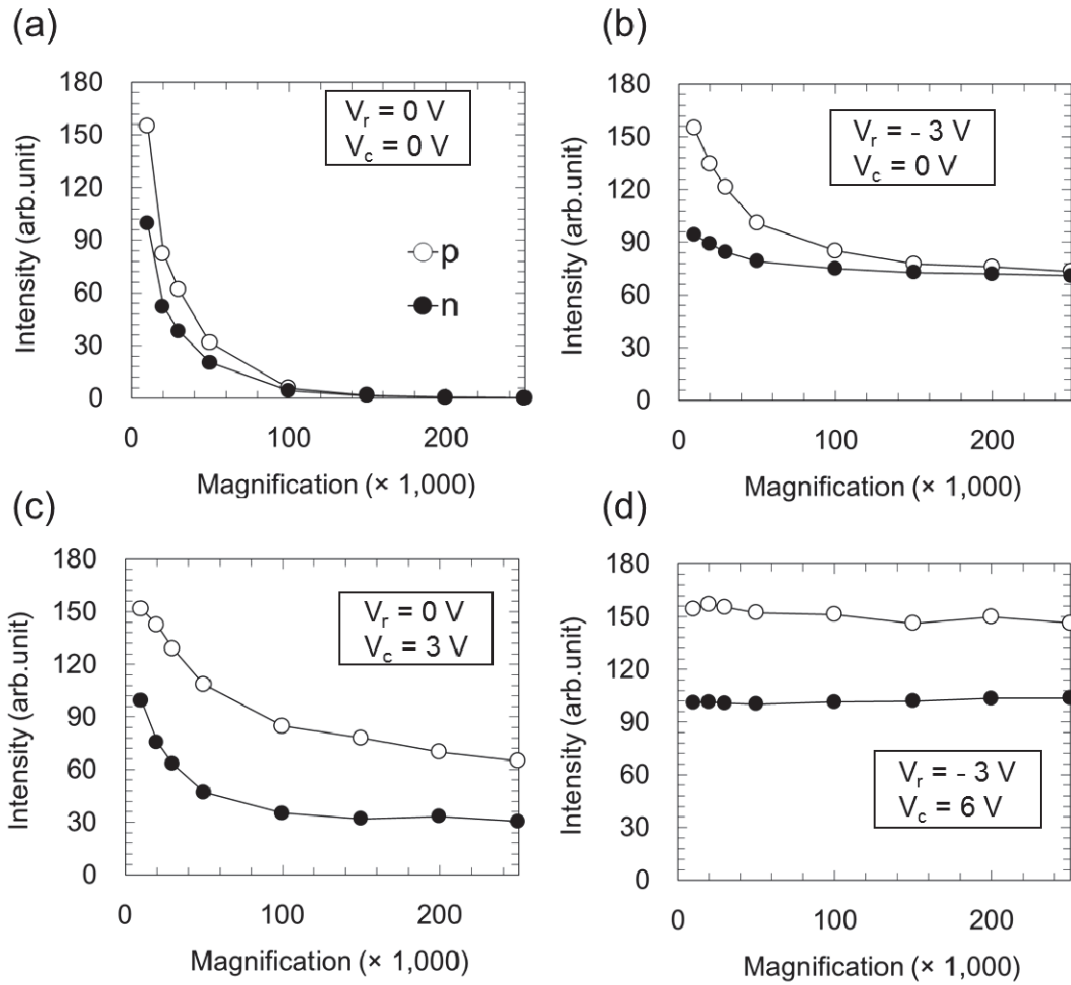 (a)
180
150
120
90
60
30
0
0 100 200
Intensity (arb.unit)
Magnification (× 1,000)
V_r = 0 V
V_c = 0 V
p
n
(b)
180
150
120
90
60
30
0
0 100 200
Intensity (arb.unit)
Magnification (× 1,000)
V_r = - 3 V
V_c = 0 V
(c)
180
150
120
90
60
30
0
0 100 200
Intensity (arb.unit)
Magnification (× 1,000)
V_r = 0 V
V_c = 3 V
(d)
180
150
120
90
60
30
0
0 100 200
Intensity (arb.unit)
Magnification (× 1,000)
V_r = - 3 V
V_c = 6 V